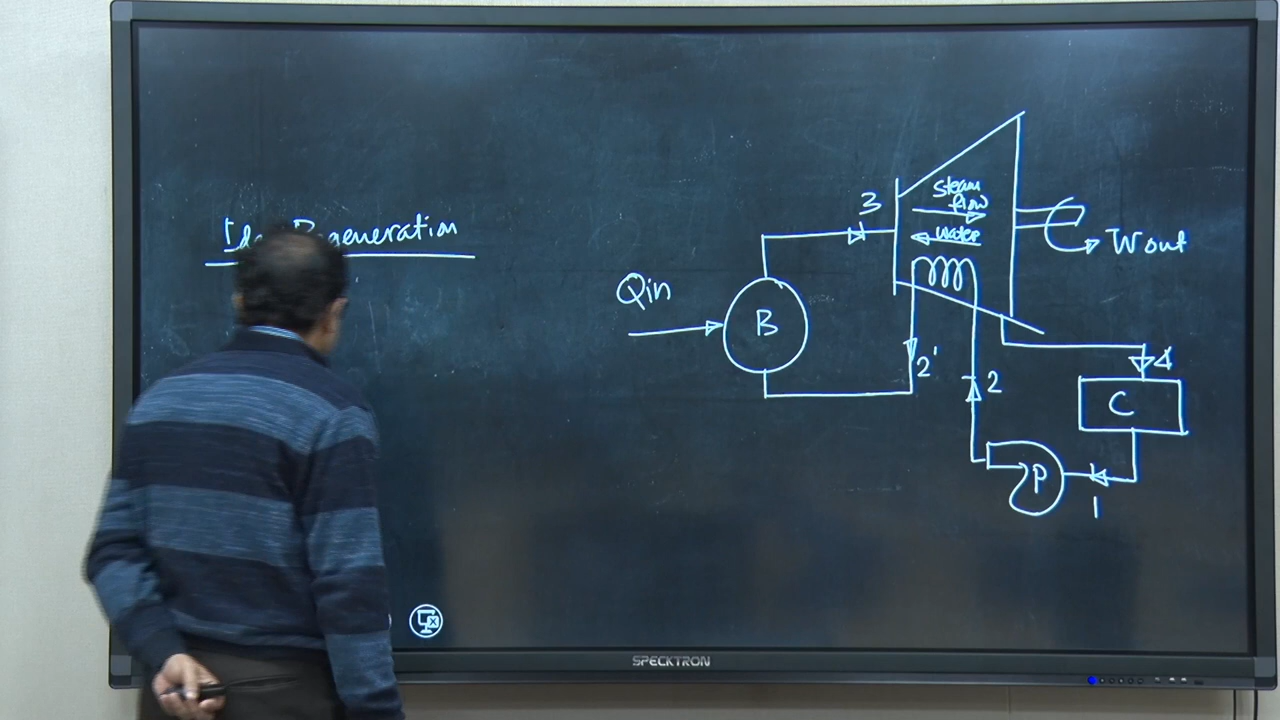 Regeneration
3
Steam
flow
water
Wout
Qin
B
2'
2
4
C
P
1
SPECKTRON